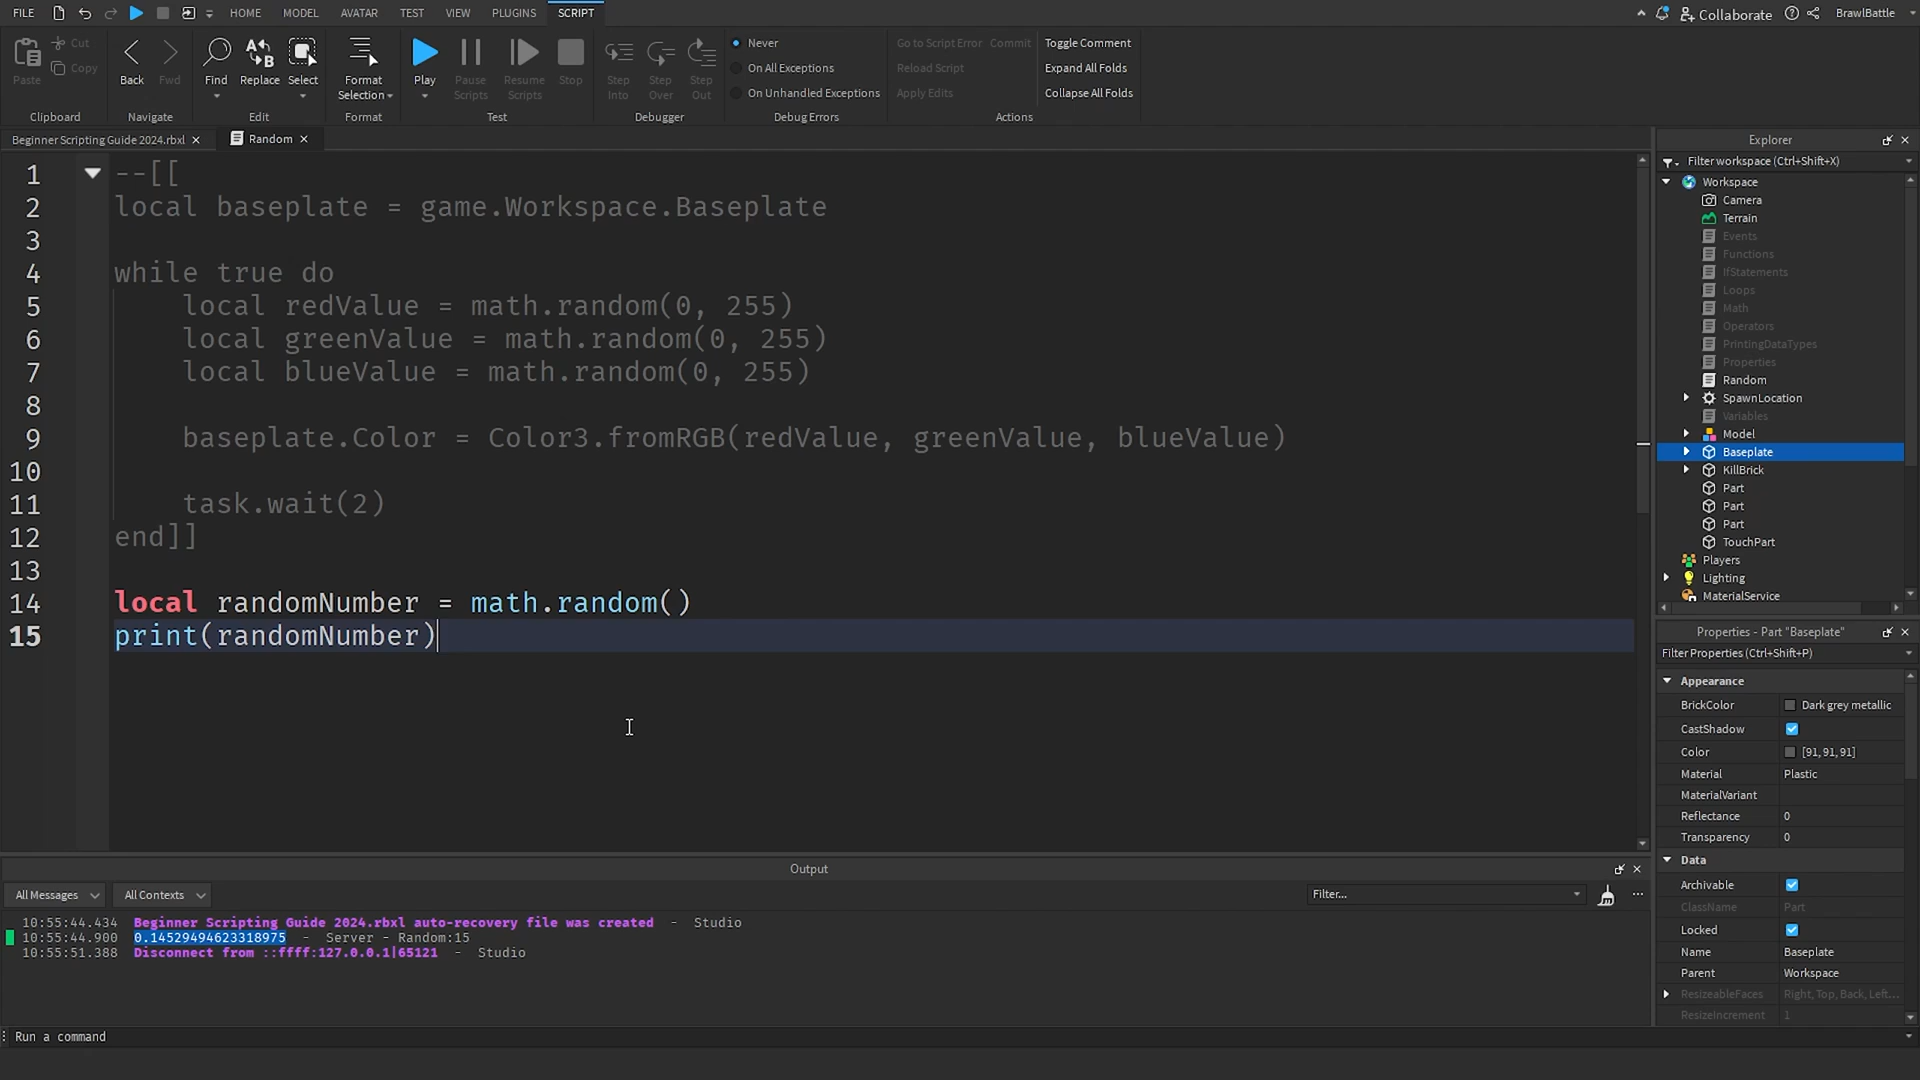 FILE HOME MODEL AVATAR TEST VIEW PLUGINS SCRIPT Collaborate BrawlBattle
Paste Cut Copy
Clipboard
Back Fwd
Navigate
Find Replace Select
Edit
Format Selection
Format
Play Pause Scripts Resume Scripts Stop
Test
Step Into Step Over Step Out
Debugger
Never
On All Exceptions
On Unhandled Exceptions
Debug Errors
Go to Script Error Commit Toggle Comment
Reload Script Expand All Folds
Apply Edits Collapse All Folds
Actions
Beginner Scripting Guide 2024.rbxl × Random ×
1 --[[
2 local baseplate = game.Workspace.Baseplate
3
4 while true do
5 local redValue = math.random(0, 255)
6 local greenValue = math.random(0, 255)
7 local blueValue = math.random(0, 255)
8
9 baseplate.Color = Color3.fromRGB(redValue, greenValue, blueValue)
10
11 task.wait(2)
12 end]]
13
14 local randomNumber = math.random()
15 print(randomNumber)
Explorer
Filter workspace (Ctrl+Shift+X)
Workspace
Camera
Terrain
Events
Functions
IfStatements
Loops
Math
Operators
PrintingDataTypes
Properties
Random
SpawnLocation
Variables
Model
Baseplate
KillBrick
Part
Part
Part
TouchPart
Players
Lighting
MaterialService
Properties - Part "Baseplate"
Filter Properties (Ctrl+Shift+P)
Appearance
BrickColor Dark grey metallic
CastShadow
Color [91, 91, 91]
Material Plastic
MaterialVariant
Reflectance 0
Transparency 0
Data
Archivable
ClassName Part
Locked
Name Baseplate
Parent Workspace
ResizeableFaces Right, Top, Back, Left...
ResizeIncrement 1
Output
All Messages All Contexts Filter...
10:55:44.434 Beginner Scripting Guide 2024.rbxl auto-recovery file was created - Studio
10:55:44.900 0.14529494623318975 - Server - Random:15
10:55:51.388 Disconnect from ::ffff:127.0.0.1|65121 - Studio
Run a command